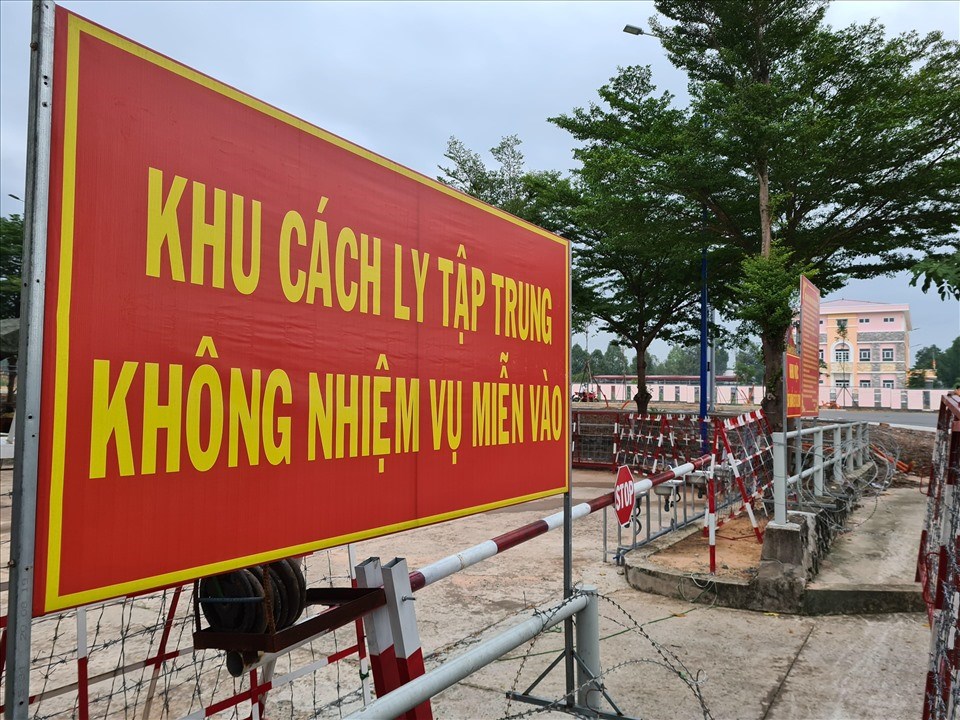 KHU CÁCH LY TẬP TRUNG
KHÔNG NHIỆM VỤ MIỄN VÀO
STOP